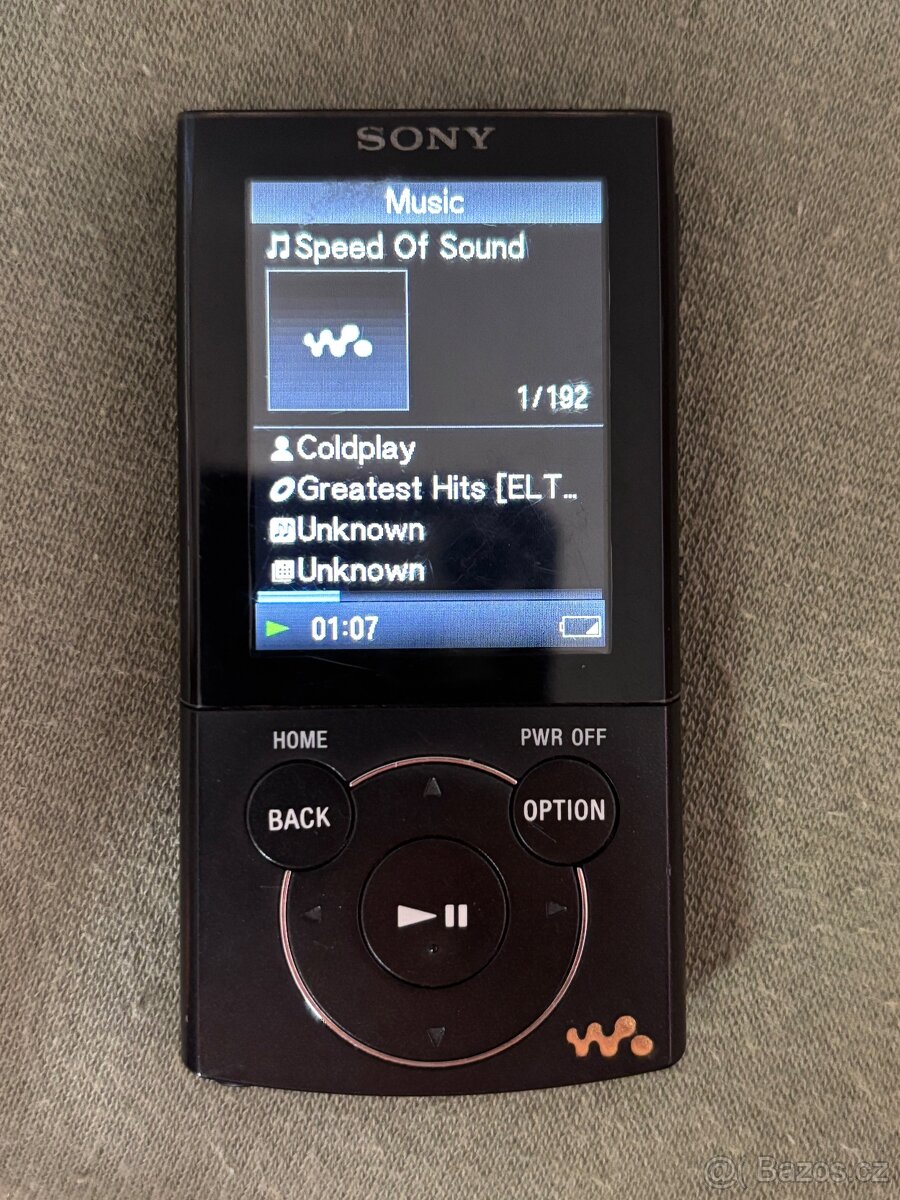 SONY
Music
Speed Of Sound
1/192
Coldplay
Greatest Hits [ELT…
Unknown
Unknown
01:07
HOME
PWR OFF
BACK
OPTION
@ Bazos.cz